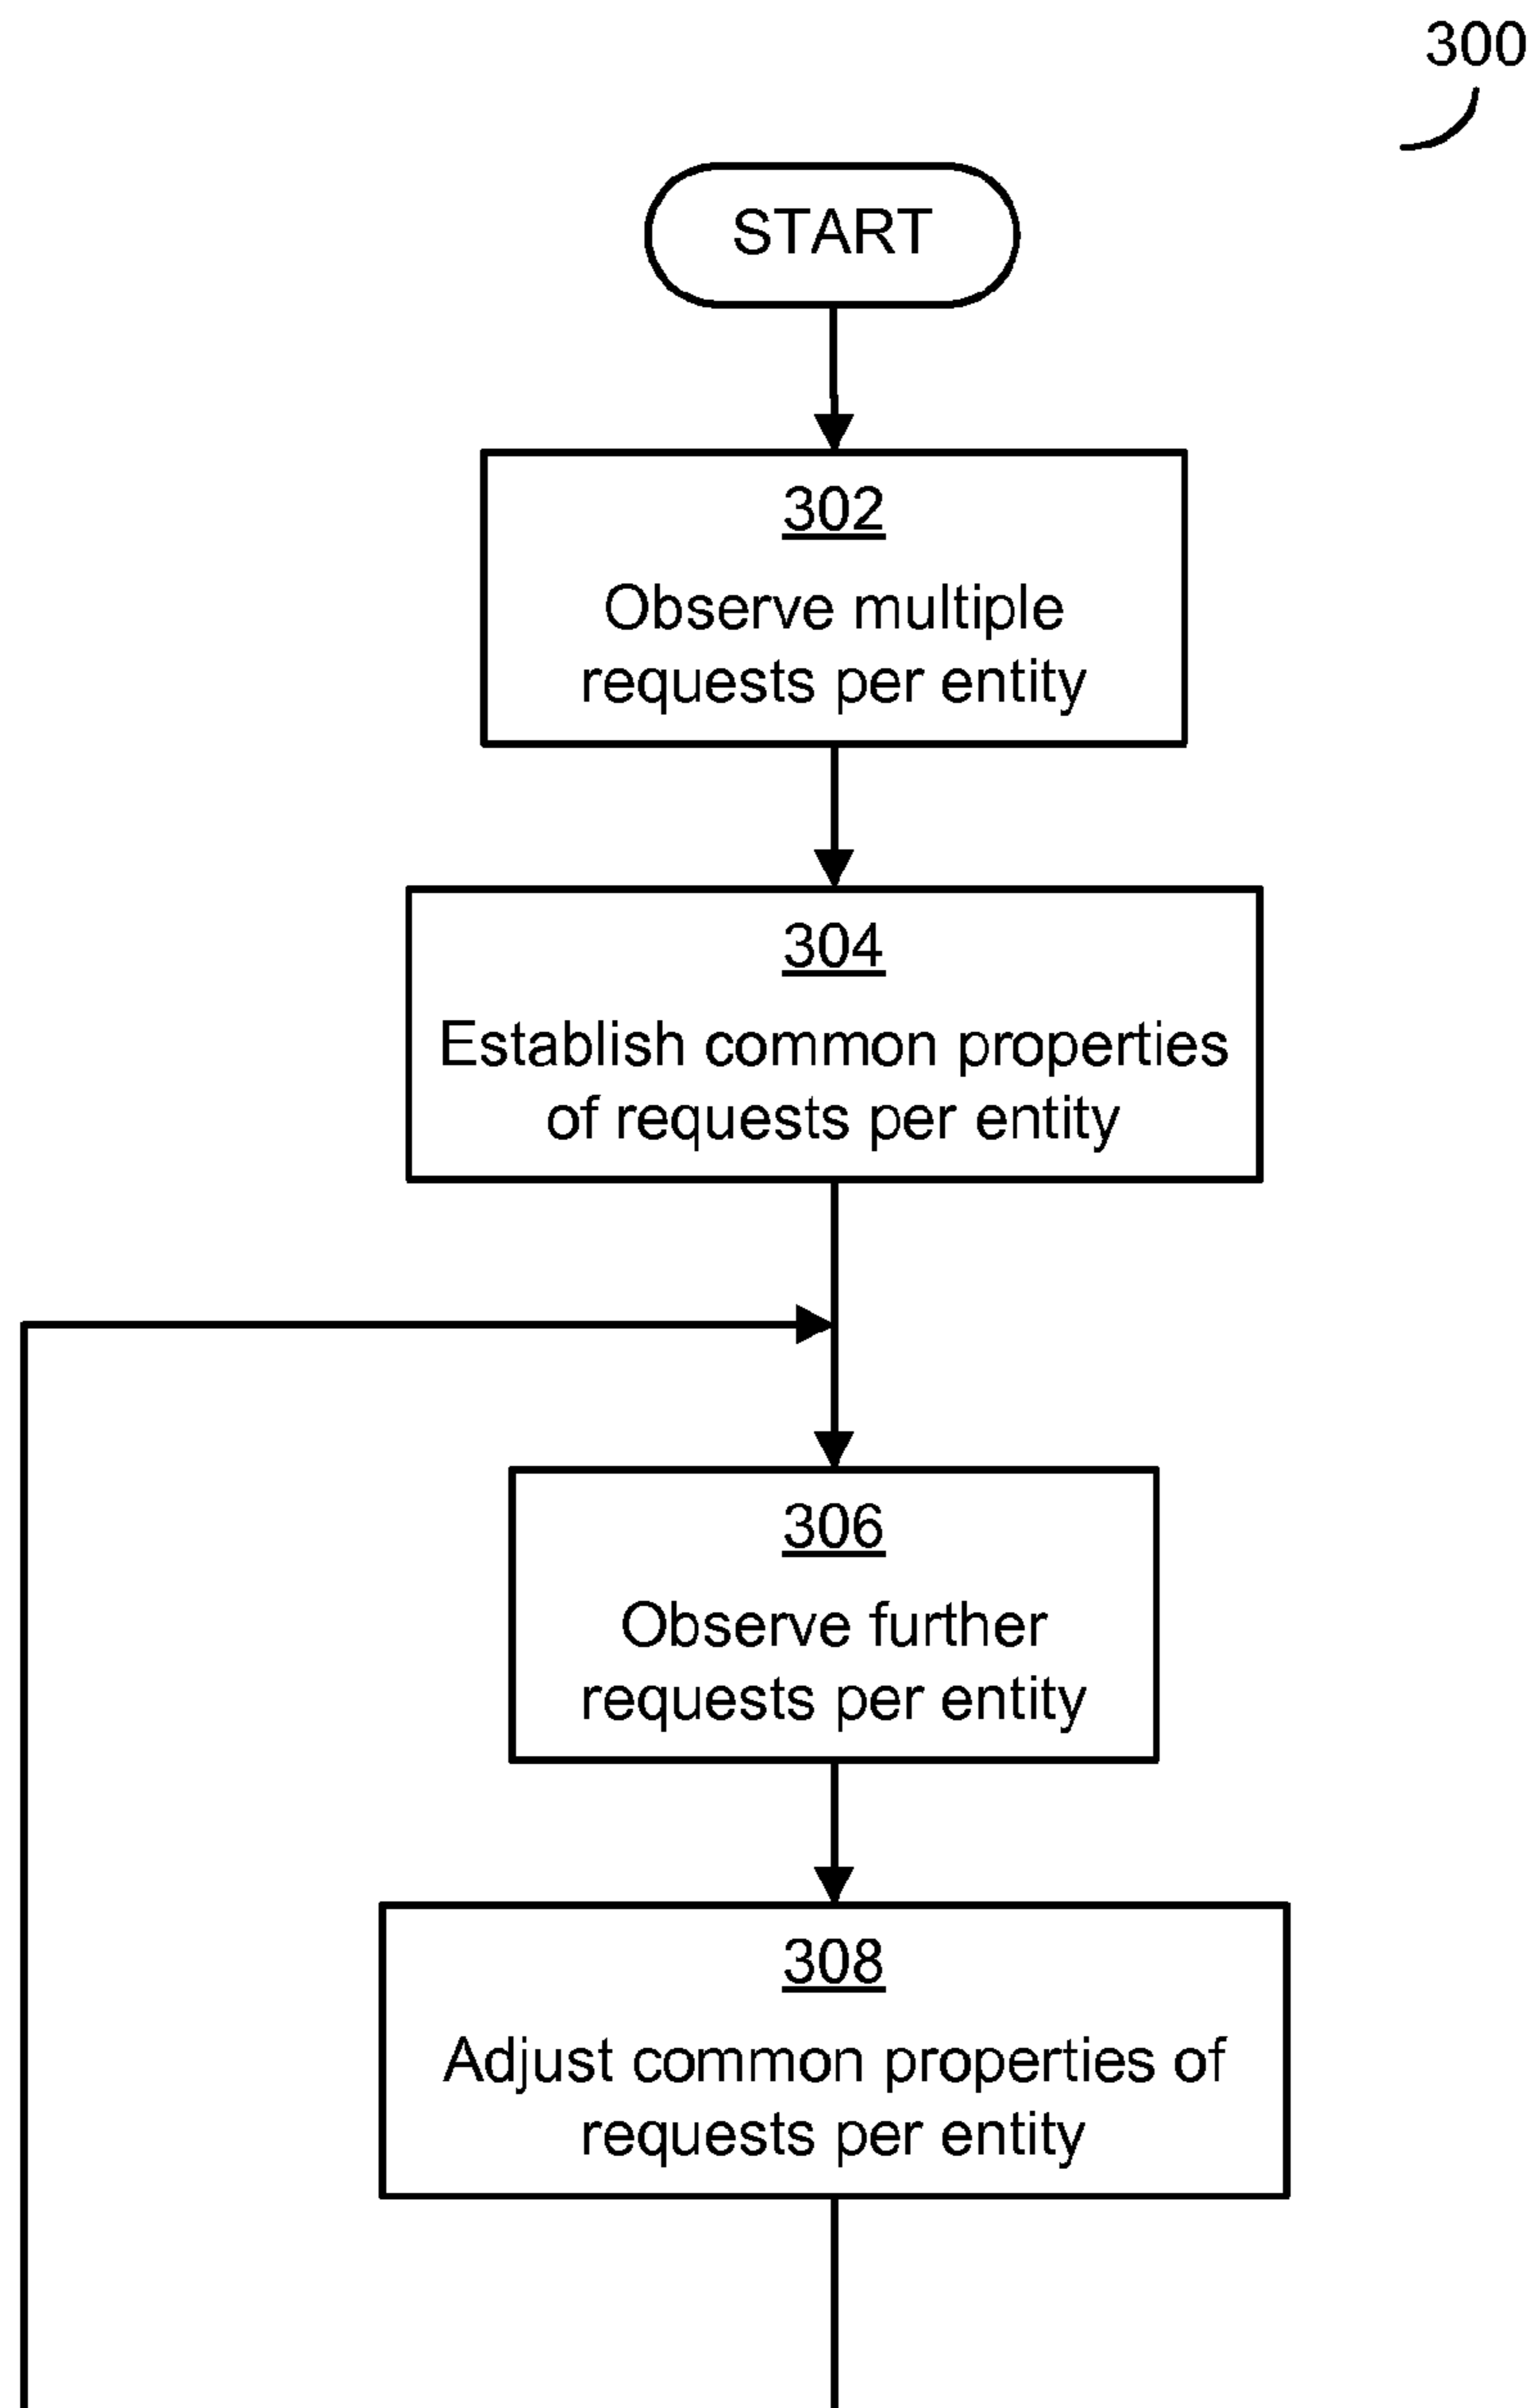 300
START
302
Observe multiple
requests per entity
304
Establish common properties
of requests per entity
306
Observe further
requests per entity
308
Adjust common properties of
requests per entity